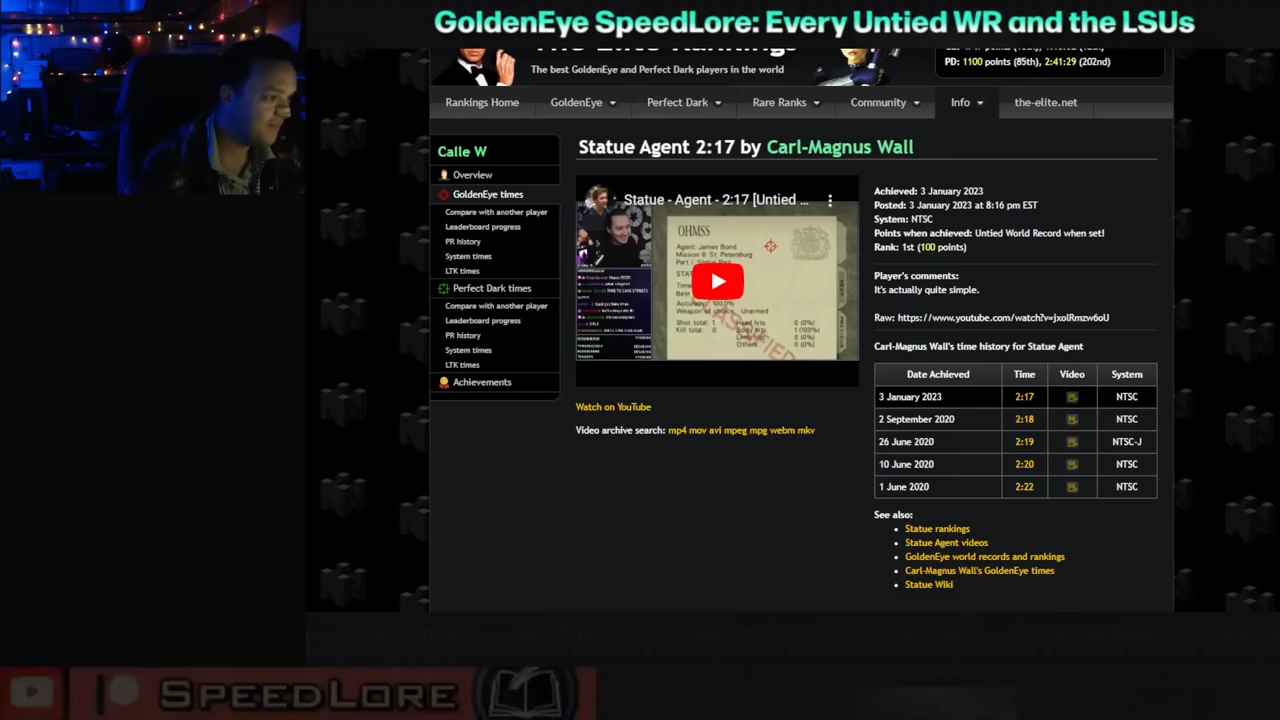 GoldenEye SpeedLore: Every Untied WR and the LSUs
The best GoldenEye and Perfect Dark players in the world
PD: 1100 points (85th), 2:41:29 (202nd)
Rankings Home
GoldenEye
Perfect Dark
Rare Ranks
Community
Info
the-elite.net
Calle W
Overview
GoldenEye times
Compare with another player
Leaderboard progress
PR history
System times
LTK times
Perfect Dark times
Compare with another player
Leaderboard progress
PR history
System times
LTK times
Achievements
Statue Agent 2:17 by Carl-Magnus Wall
Statue - Agent - 2:17 [Untied ...
OHMSS
Agent: James Bond
Mission 6: St. Petersburg
Accuracy: 100.0%
Weapon of choice: Unarmed
Shot total: 1
Kill total: 0
Watch on YouTube
Video archive search: mp4 mov avi mpeg mpg webm mkv
Achieved: 3 January 2023
Posted: 3 January 2023 at 8:16 pm EST
System: NTSC
Points when achieved: Untied World Record when set!
Rank: 1st (100 points)
Player's comments:
It's actually quite simple.
Raw: https://www.youtube.com/watch?v=jxolRmzw6oU
Carl-Magnus Wall's time history for Statue Agent
Date Achieved Time Video System
3 January 2023 2:17 NTSC
2 September 2020 2:18 NTSC
26 June 2020 2:19 NTSC-J
10 June 2020 2:20 NTSC
1 June 2020 2:22 NTSC
See also:
Statue rankings
Statue Agent videos
GoldenEye world records and rankings
Carl-Magnus Wall's GoldenEye times
Statue Wiki
SPEEDLORE